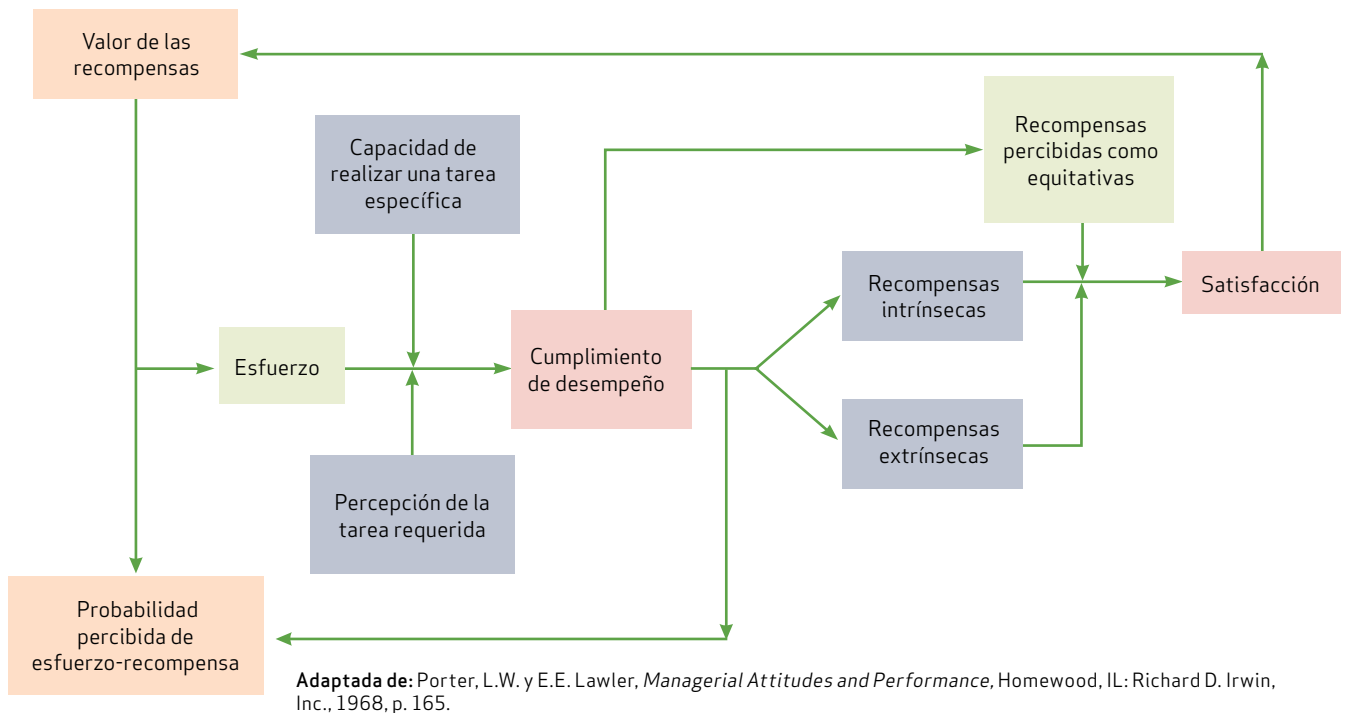 Valor de las
recompensas
Capacidad de
realizar una tarea
específica
Recompensas
percibidas como
equitativas
Recompensas
intrínsecas
Satisfacción
Esfuerzo
Cumplimiento
de desempeño
Recompensas
extrínsecas
Percepción de la
tarea requerida
Probabilidad
percibida de
esfuerzo-recompensa
Adaptada de: Porter, L.W. y E.E. Lawler, Managerial Attitudes and Performance, Homewood, IL: Richard D. Irwin,
Inc., 1968, p. 165.